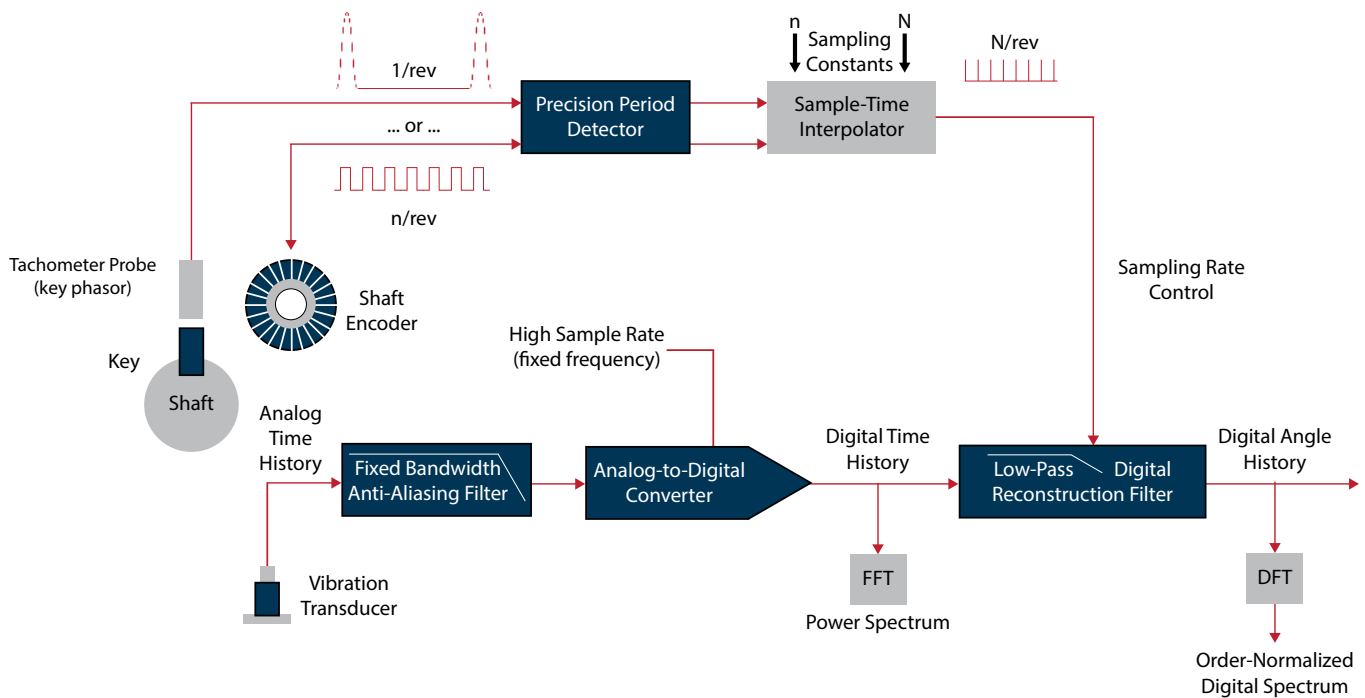 n
N
Sampling
Constants
N/rev
1/rev
Precision Period
Detector
Sample-Time
Interpolator
... or ...
n/rev
Tachometer Probe
(key phasor)
Shaft
Encoder
Sampling Rate
Control
High Sample Rate
(fixed frequency)
Key
Shaft
Analog
Time
History
Fixed Bandwidth
Anti-Aliasing Filter
Analog-to-Digital
Converter
Digital Time
History
Low-Pass Digital
Reconstruction Filter
Digital Angle
History
Vibration
Transducer
FFT
Power Spectrum
DFT
Order-Normalized
Digital Spectrum